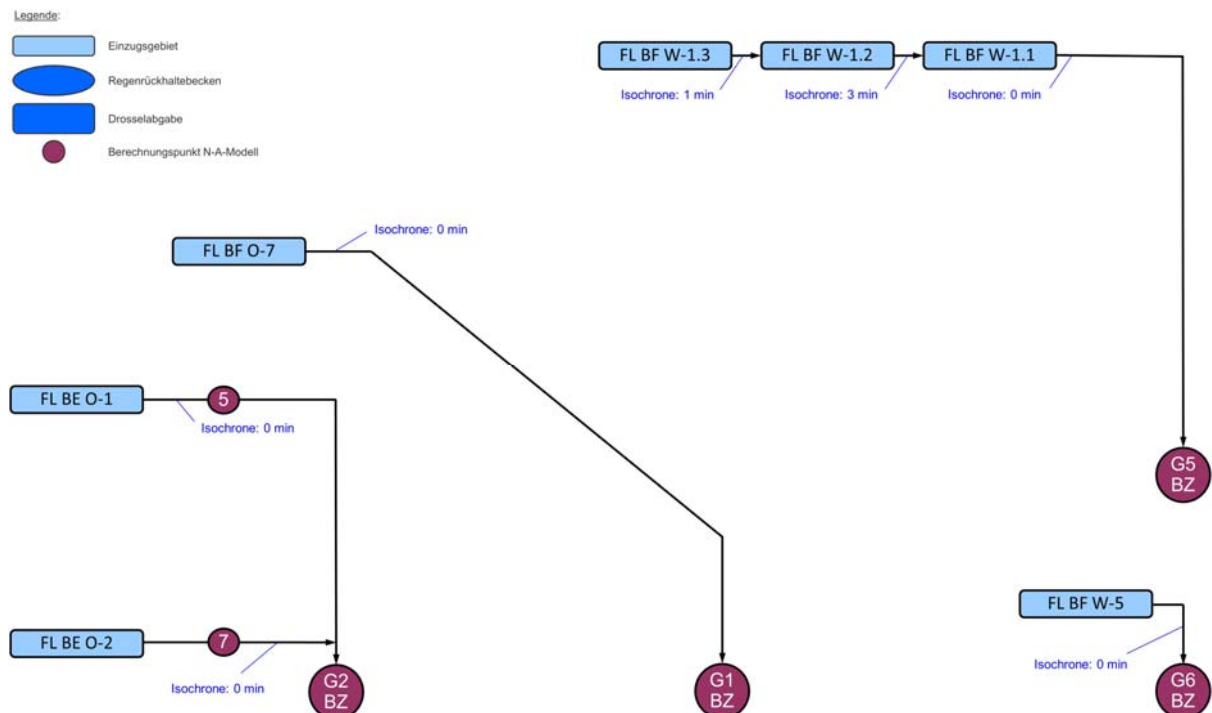 Legende:
Einzugsgebiet
Regenrückhaltebecken
Drosselabgabe
Berechnungspunkt N-A-Modell
FL BF W-1.3
FL BF W-1.2
FL BF W-1.1
Isochrone: 1 min
Isochrone: 3 min
Isochrone: 0 min
Isochrone: 0 min
FL BF O-7
FL BE O-1
5
Isochrone: 0 min
G5
BZ
FL BF W-5
FL BE O-2
7
Isochrone: 0 min
Isochrone: 0 min
G2
BZ
G1
BZ
G6
BZ